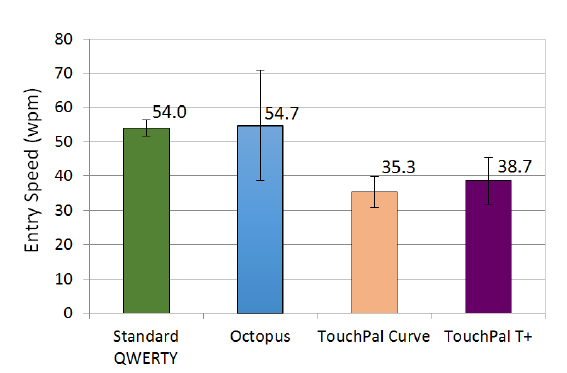 Entry Speed (wpm)
80
70
60
50
40
30
20
10
0
54.0
54.7
35.3
38.7
Standard
QWERTY
Octopus
TouchPal Curve
TouchPal T+